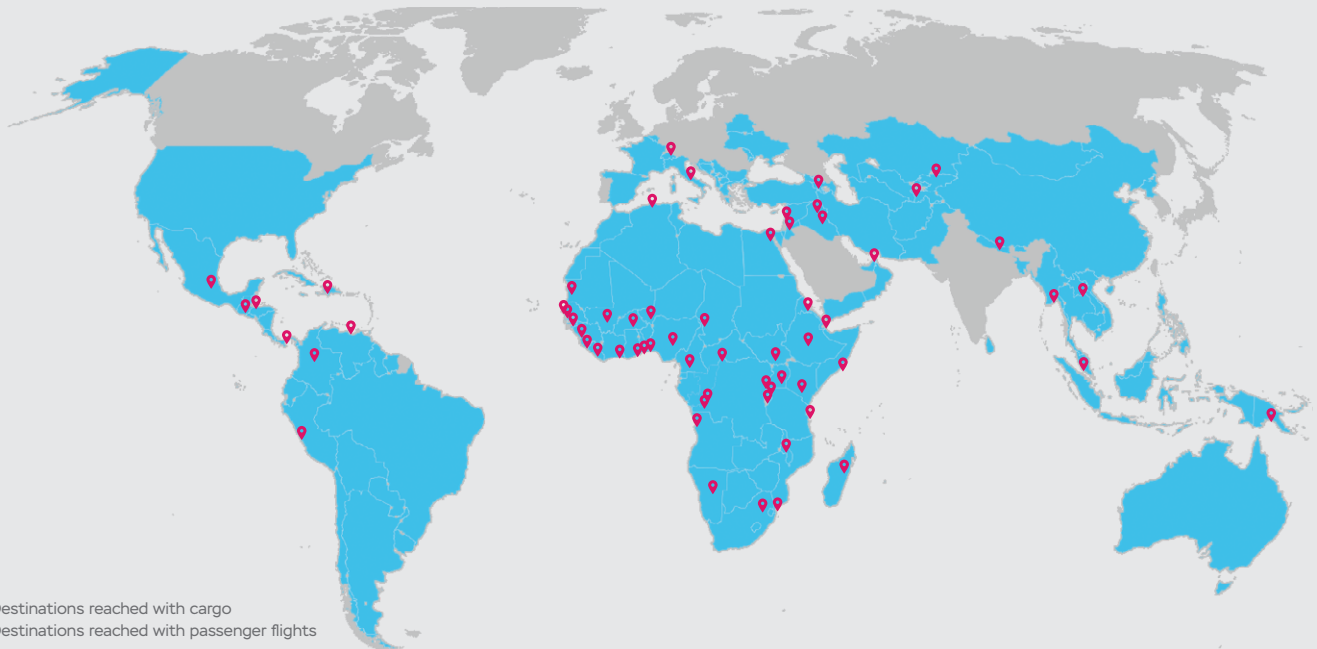 estinations reached with cargo
estinations reached with passenger flights